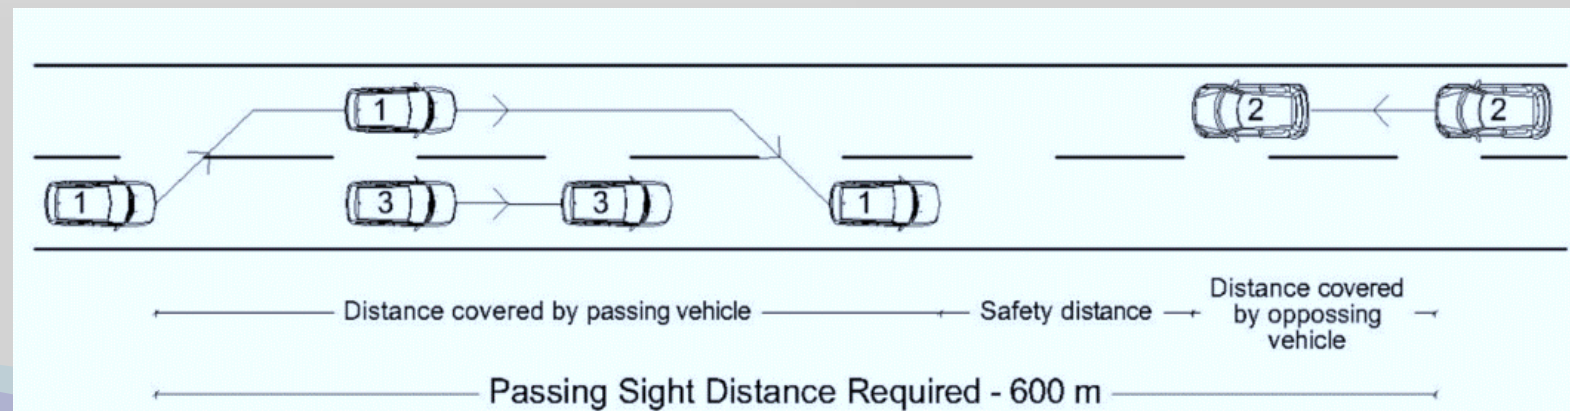 1
2
2
1
3
3
1
Distance covered by passing vehicle
Safety distance
Distance covered
by oppossing
vehicle
Passing Sight Distance Required - 600 m